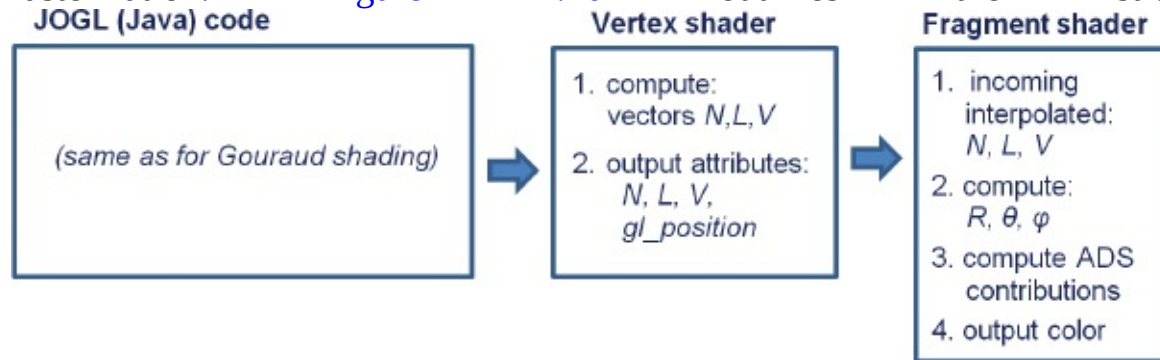 JOGL (Java) code
(same as for Gouraud shading)
Vertex shader
1. compute:
vectors N,L,V
2. output attributes:
N, L, V,
gl_position
Fragment shader
1. incoming
interpolated:
N, L, V
2. compute:
R, θ, φ
3. compute ADS
contributions
4. output color